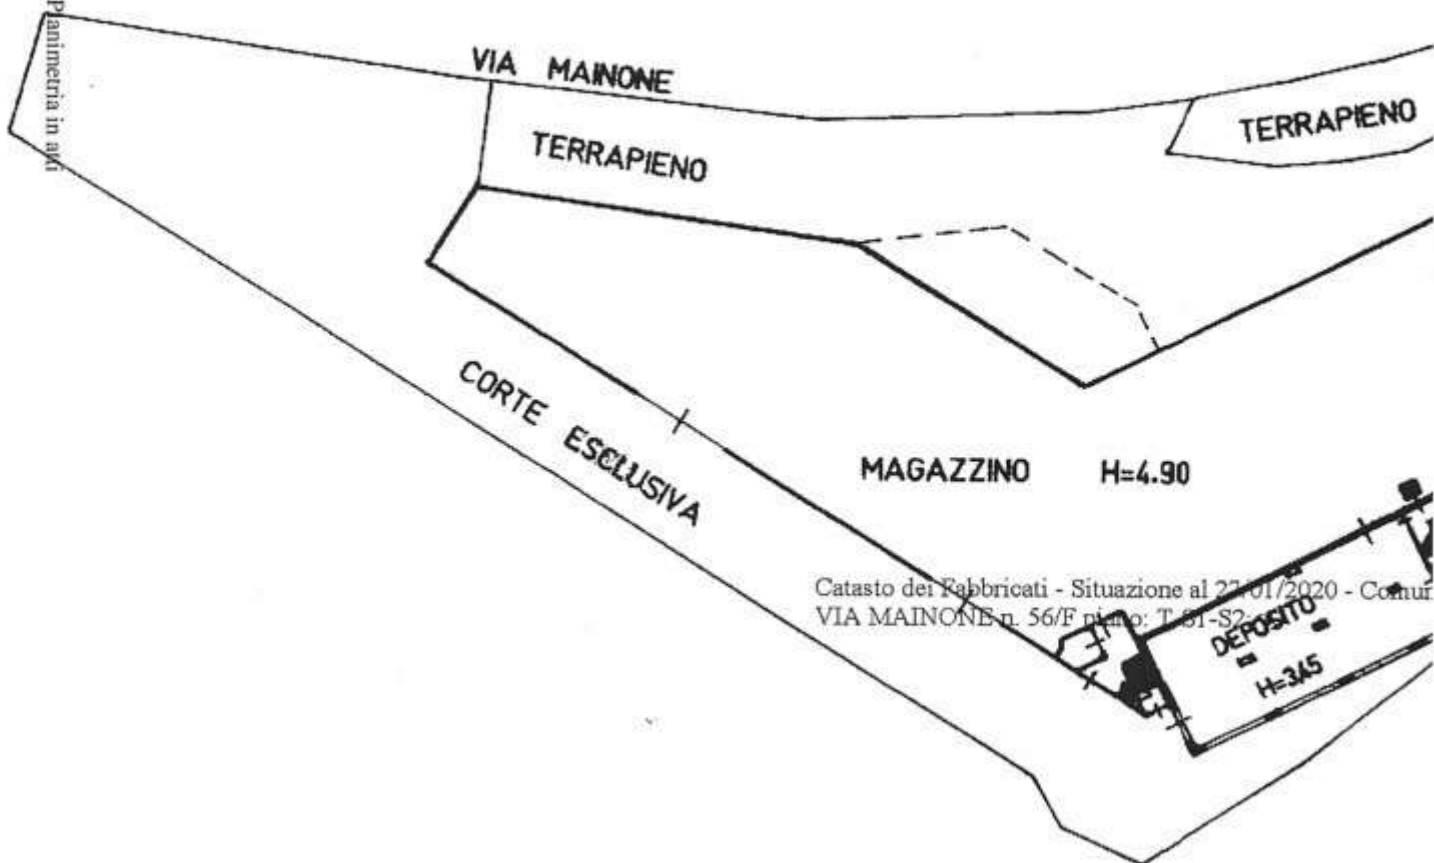 Planimetria in atti
VIA MAINONE
TERRAPIENO
TERRAPIENO
CORTE ESCLUSIVA
MAGAZZINO H=4.90
Catasto dei Fabbricati - Situazione al 27/01/2020 - Comun
VIA MAINONE n. 56/F piano: T-S1-S2;
DEPOSITO
H=3.45